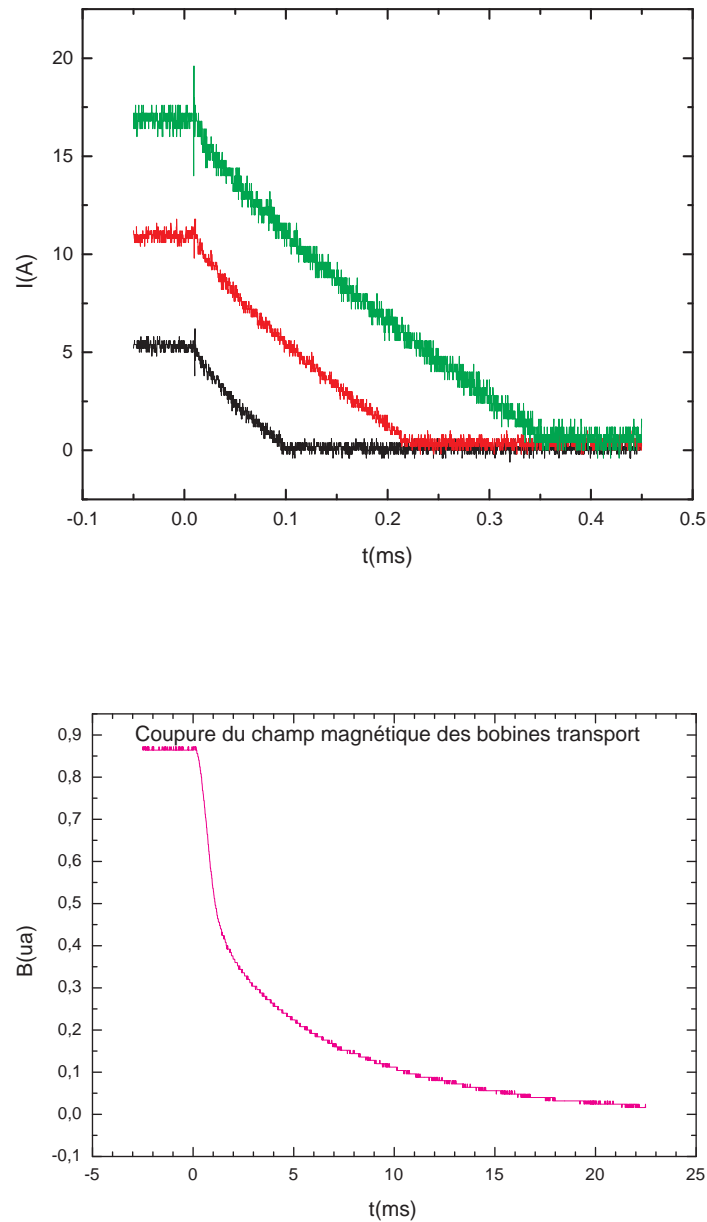 20
15
10
5
0
I(A)
-0.1 0.0 0.1 0.2 0.3 0.4 0.5
t(ms)
Coupure du champ magnétique des bobines transport
0,9
0,8
0,7
0,6
0,5
0,4
0,3
0,2
0,1
0,0
-0,1
B(ua)
-5 0 5 10 15 20 25
t(ms)